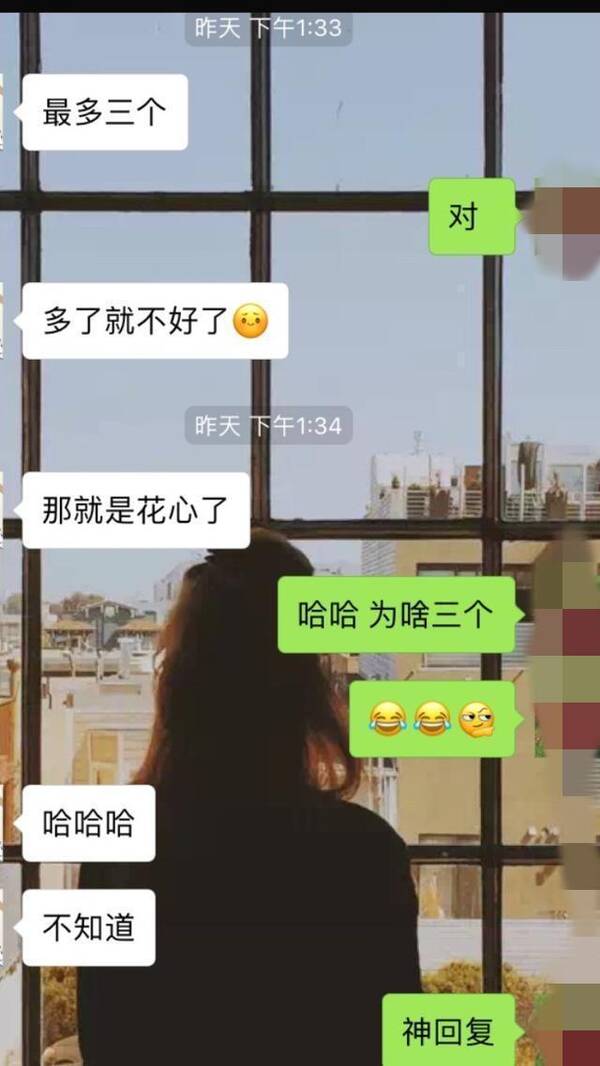 昨天 下午1:33
最多三个
对
多了就不好了
昨天 下午1:34
那就是花心了
哈哈 为啥三个
😂😂
哈哈哈
不知道
神回复